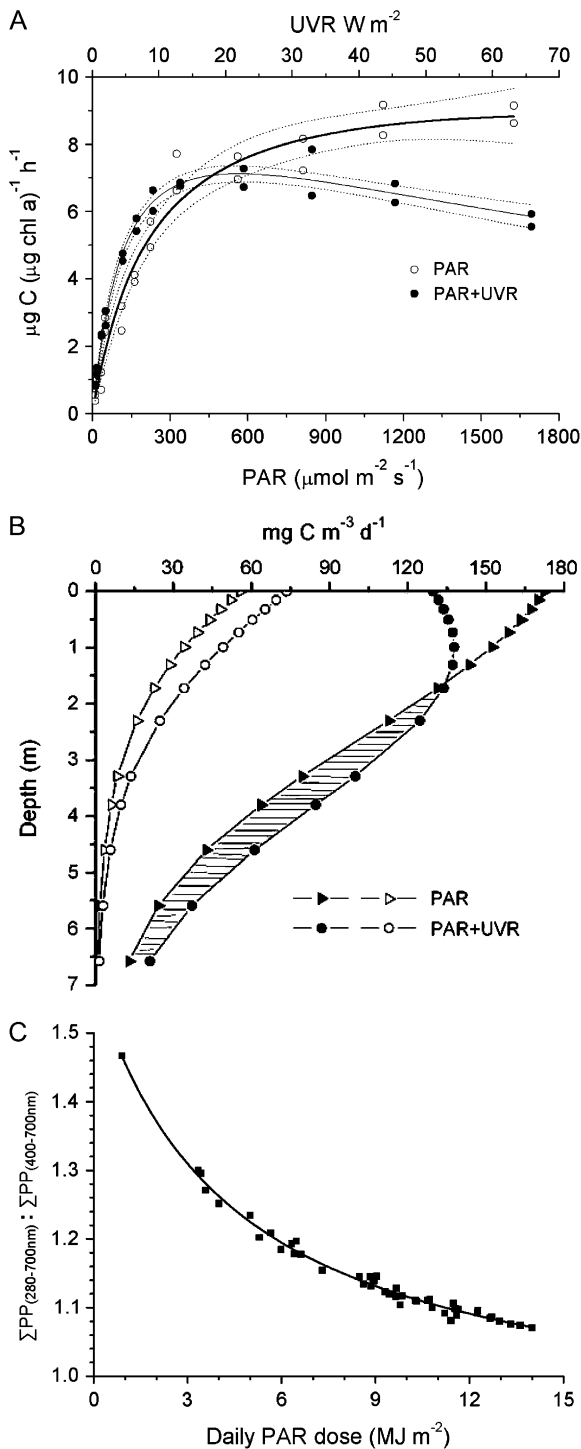 A
UVR W m-2
0 10 20 30 40 50 60 70
10
8
6
4
2
0
µg C (µg chl a)-1 h-1
PAR
PAR+UVR
0 300 600 900 1200 1500 1800
PAR (µmol m-2 s-1)
B
mg C m-3 d-1
0 30 60 90 120 150 180
0
1
2
3
4
5
6
7
Depth (m)
PAR
PAR+UVR
C
1.5
1.4
1.3
1.2
1.1
1.0
ΣPP(280-700nm) : ΣPP(400-700nm)
0 3 6 9 12 15
Daily PAR dose (MJ m-2)